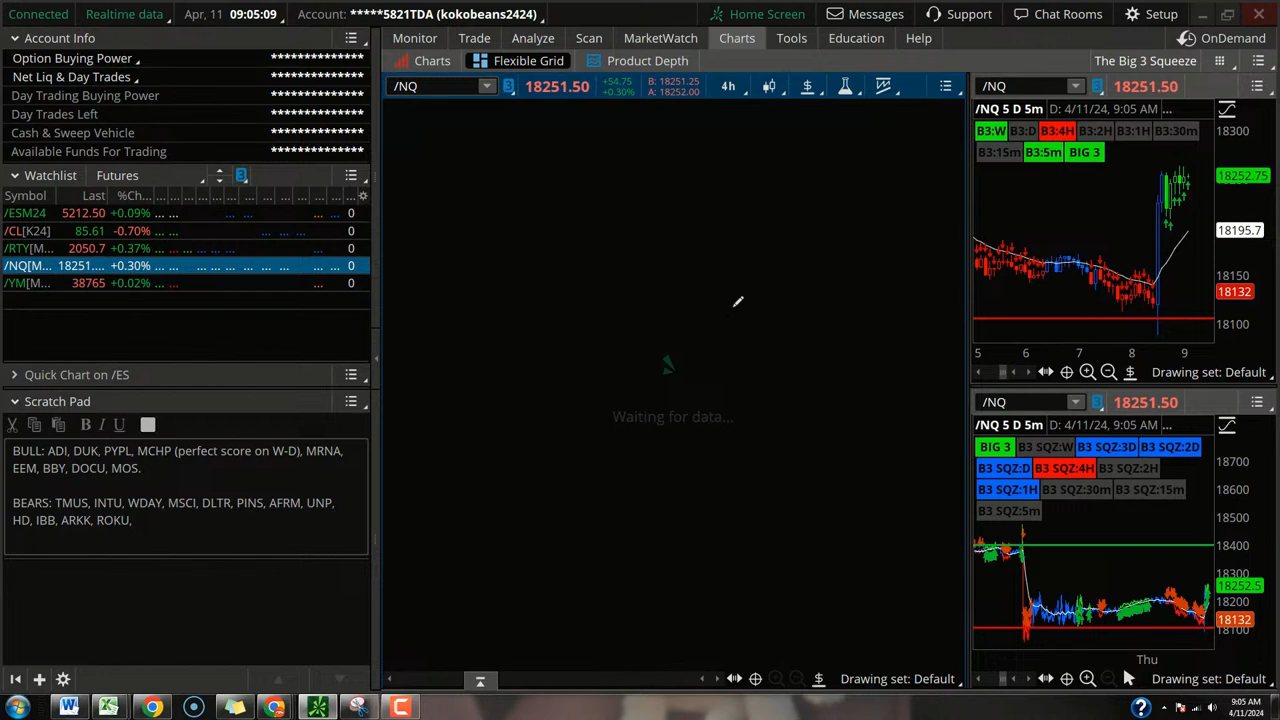 Connected Realtime data Apr, 11 09:05:09 Account: *****5821TDA (kokobeans2424) Home Screen Messages Support Chat Rooms Setup
Account Info
Option Buying Power **************
Net Liq & Day Trades **************
Day Trading Buying Power **************
Day Trades Left **************
Cash & Sweep Vehicle **************
Available Funds For Trading **************
Watchlist Futures 3
Symbol Last %Ch... ... ... ... ... ... ... ... ... ... ... 0
/ESM24 5212.50 +0.09% ... ... ... ... ... ... 0
/CL[K24] 85.61 -0.70% ... ... ... ... ... 0
/RTY[M... 2050.7 +0.37% ... ... ... ... ... ... ... 0
/NQ[M... 18251.... +0.30% ... ... ... ... ... ... ... ... 0
/YM[M... 38765 +0.02% ... ... ... 0
Quick Chart on /ES
Scratch Pad
B I U
BULL: ADI, DUK, PYPL, MCHP (perfect score on W-D), MRNA,
EEM, BBY, DOCU, MOS.
BEARS: TMUS, INTU, WDAY, MSCI, DLTR, PINS, AFRM, UNP,
HD, IBB, ARKK, ROKU,
Monitor Trade Analyze Scan MarketWatch Charts Tools Education Help OnDemand
Charts Flexible Grid Product Depth The Big 3 Squeeze
/NQ 3 18251.50 +54.75 +0.30% B: 18251.25 A: 18252.00 4h $
Waiting for data...
$ Drawing set: Default
/NQ 3 18251.50
/NQ 5 D 5m D: 4/11/24, 9:05 AM ...
B3:W B3:D B3:4H B3:2H B3:1H B3:30m
B3:15m B3:5m BIG 3
18300
18252.75
18195.7
18150
18132
18100
5 6 7 8 9
$ Drawing set: Default
/NQ 3 18251.50
/NQ 5 D 5m D: 4/11/24, 9:05 AM ...
BIG 3 B3 SQZ:W B3 SQZ:3D B3 SQZ:2D
B3 SQZ:D B3 SQZ:4H B3 SQZ:2H
B3 SQZ:1H B3 SQZ:30m B3 SQZ:15m
B3 SQZ:5m
18700
18600
18500
18400
18300
18252.5
18200
18132
18100
Thu
Drawing set: Default
9:05 AM
4/11/2024